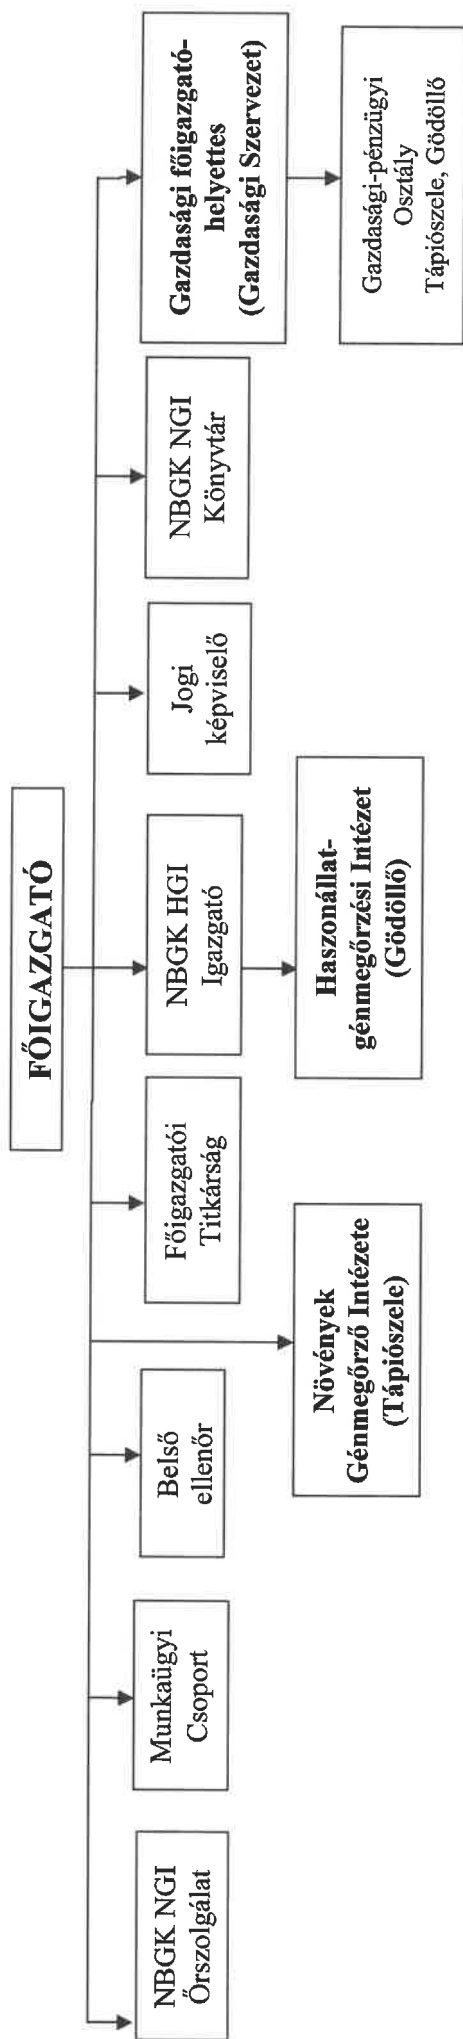 FŐIGAZGATÓ
NBGK NGI
Őrszolgálat
Munkaügyi
Csoport
Belső
ellenőr
Főigazgatói
Titkárság
NBGK HGI
Igazgató
Jogi
képviselő
NBGK NGI
Könyvtár
Gazdasági főigazgató-
helyettes
(Gazdasági Szervezet)
Növények
Génmegőrző Intézete
(Tápiószele)
Haszonállat-
génmegőrzési Intézet
(Gödöllő)
Gazdasági-pénzügyi
Osztály
Tápiószele, Gödöllő